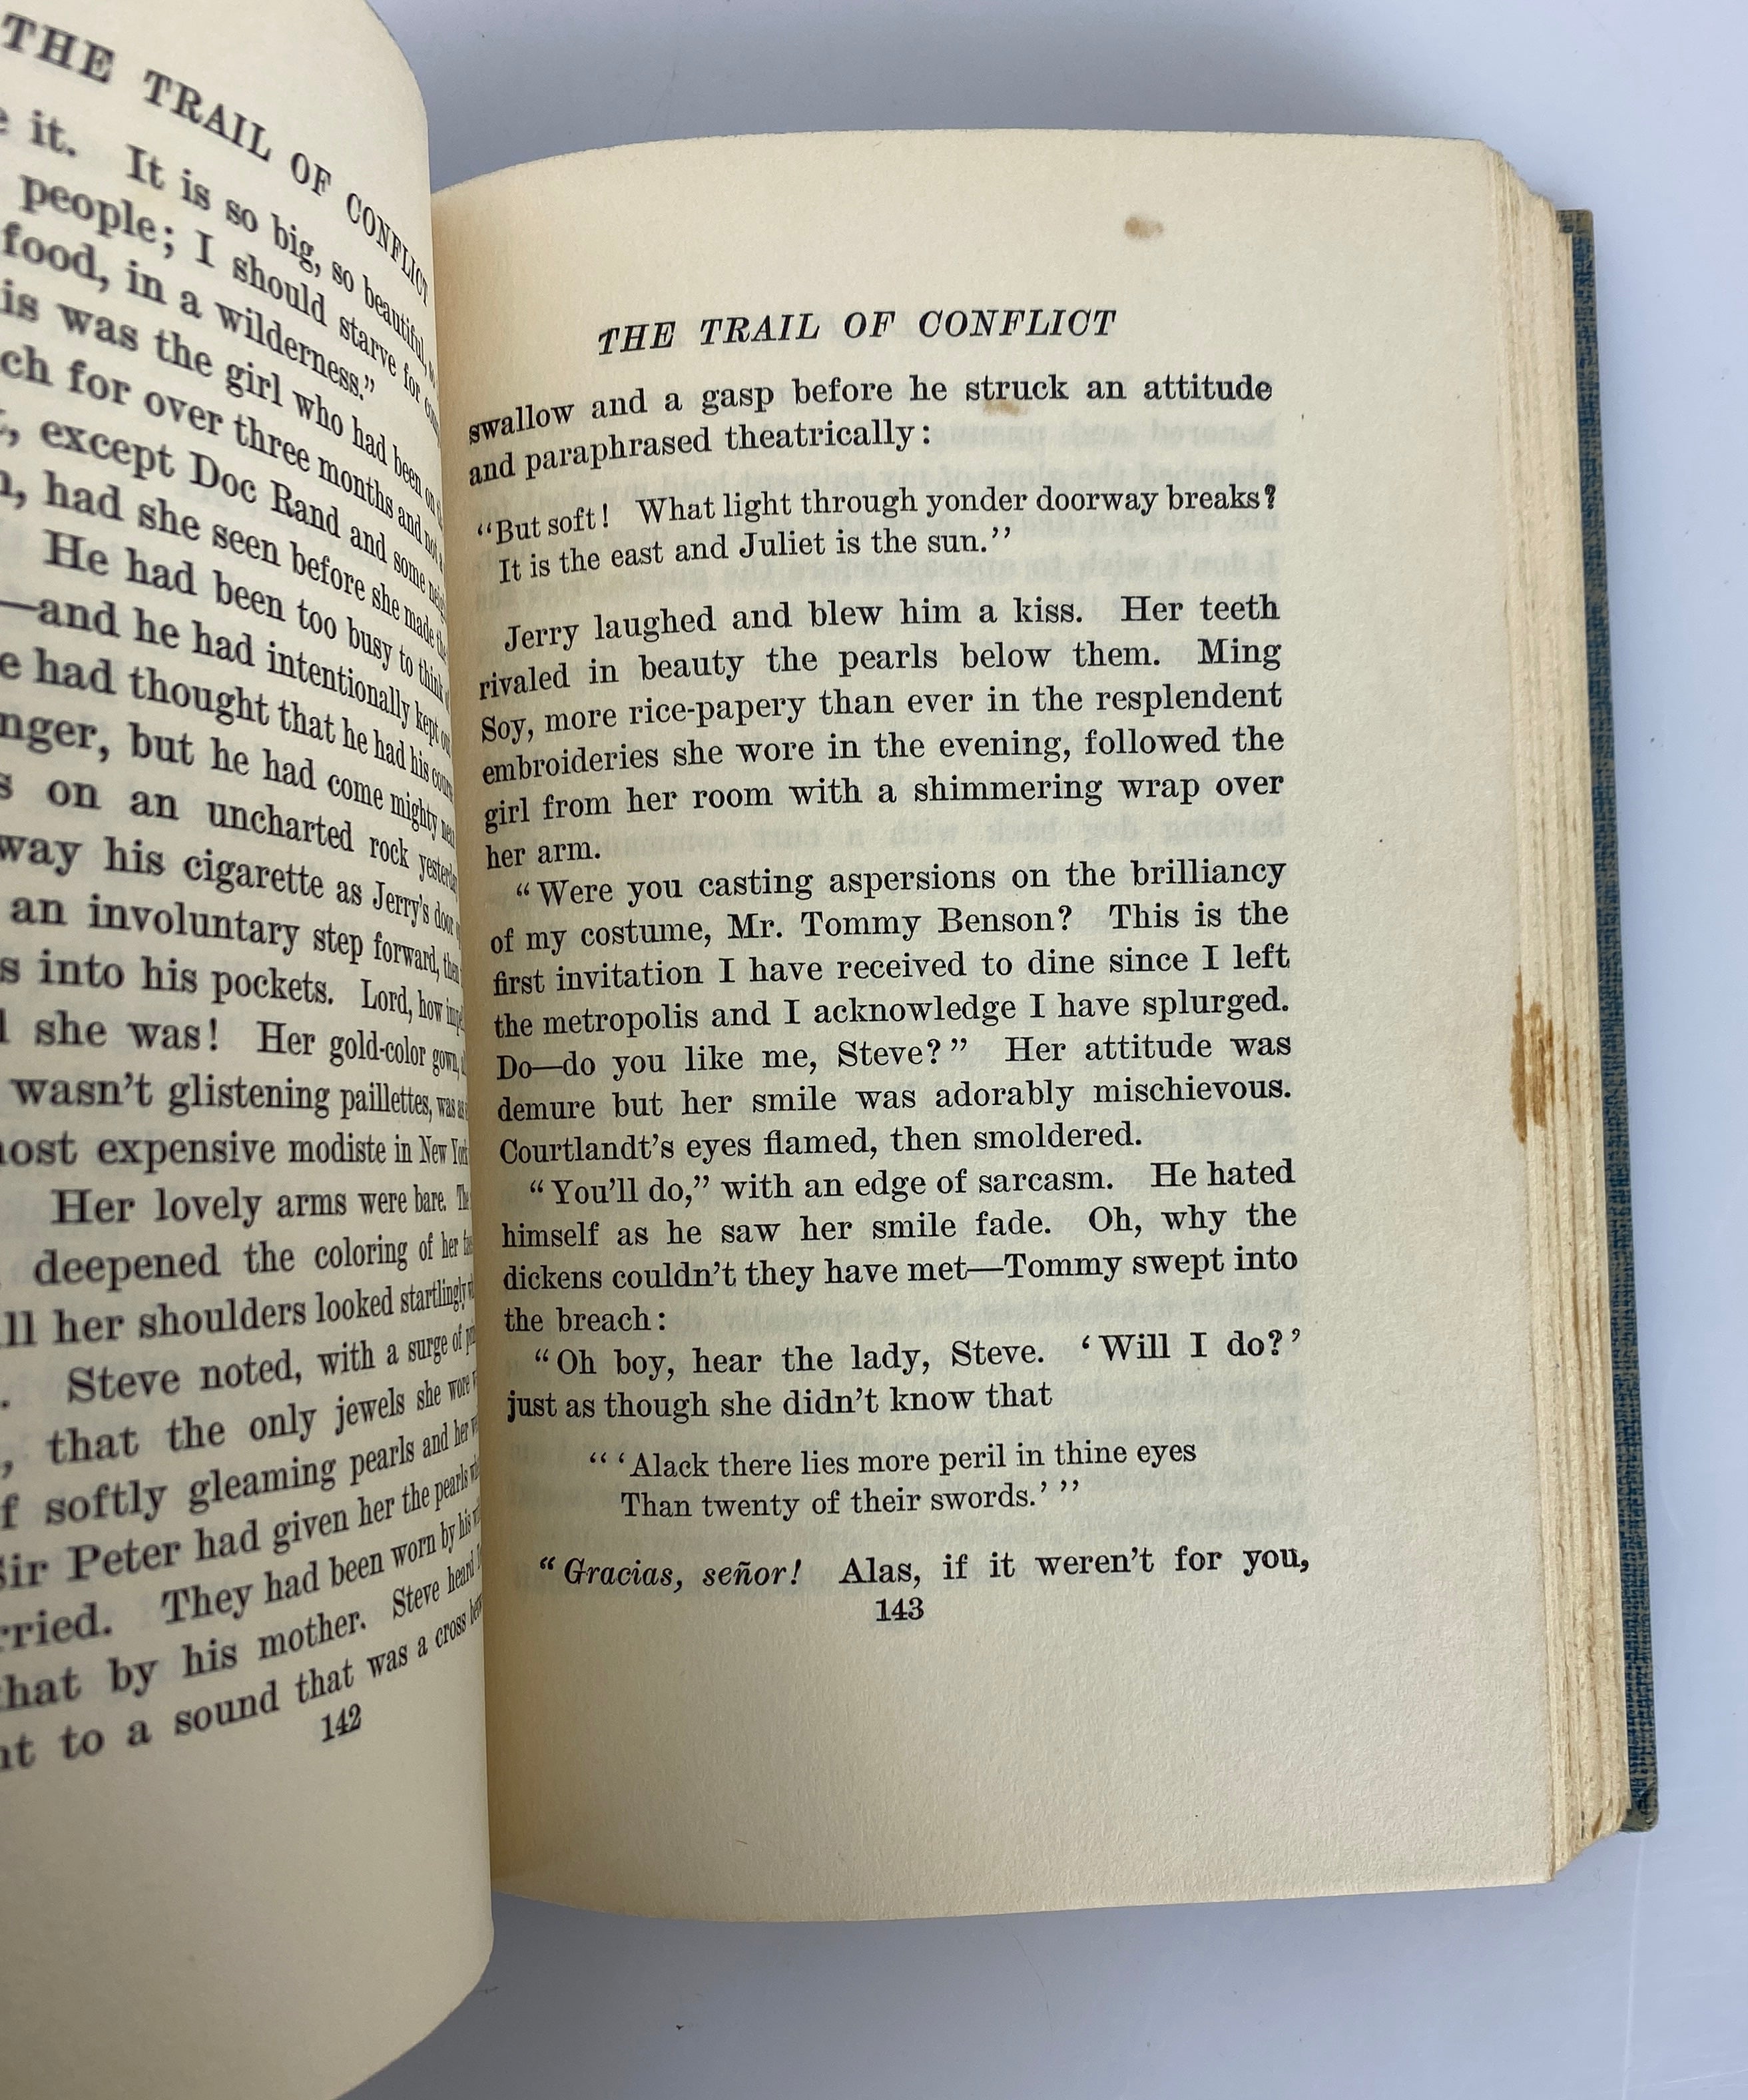 THE TRAIL OF CONFLICT
it. It is so big, so beautiful,
people; I should starve for
food, in a wilderness.”
is was the girl who had been on
for over three months and not a
except Doc Rand and some
had she seen before she made the
He had been too busy to think
—and he had intentionally kept
had thought that he had his
but he had come mighty
on an uncharted rock
his cigarette as Jerry’s door
an involuntary step forward,
into his pockets. Lord, how
she was! Her gold-color gown,
wasn’t glistening paillettes, was as
expensive modiste in New York
Her lovely arms were bare.
deepened the coloring of her
her shoulders looked startlingly
Steve noted, with a surge of
that the only jewels she wore
softly gleaming pearls and her
Sir Peter had given her the pearls
They had been worn by his
that by his mother. Steve heard
to a sound that was a cross
142
THE TRAIL OF CONFLICT
swallow and a gasp before he struck an attitude
and paraphrased theatrically:
“But soft! What light through yonder doorway breaks?
It is the east and Juliet is the sun.”
Jerry laughed and blew him a kiss. Her teeth
rivaled in beauty the pearls below them. Ming
Soy, more rice-papery than ever in the resplendent
embroideries she wore in the evening, followed the
girl from her room with a shimmering wrap over
her arm.
“Were you casting aspersions on the brilliancy
of my costume, Mr. Tommy Benson? This is the
first invitation I have received to dine since I left
the metropolis and I acknowledge I have splurged.
Do—do you like me, Steve?” Her attitude was
demure but her smile was adorably mischievous.
Courtlandt’s eyes flamed, then smoldered.
“You’ll do,” with an edge of sarcasm. He hated
himself as he saw her smile fade. Oh, why the
dickens couldn’t they have met—Tommy swept into
the breach:
“Oh boy, hear the lady, Steve. ‘Will I do?’
just as though she didn’t know that
“ ‘Alack there lies more peril in thine eyes
Than twenty of their swords.’ ”
“Gracias, señor! Alas, if it weren’t for you,
143